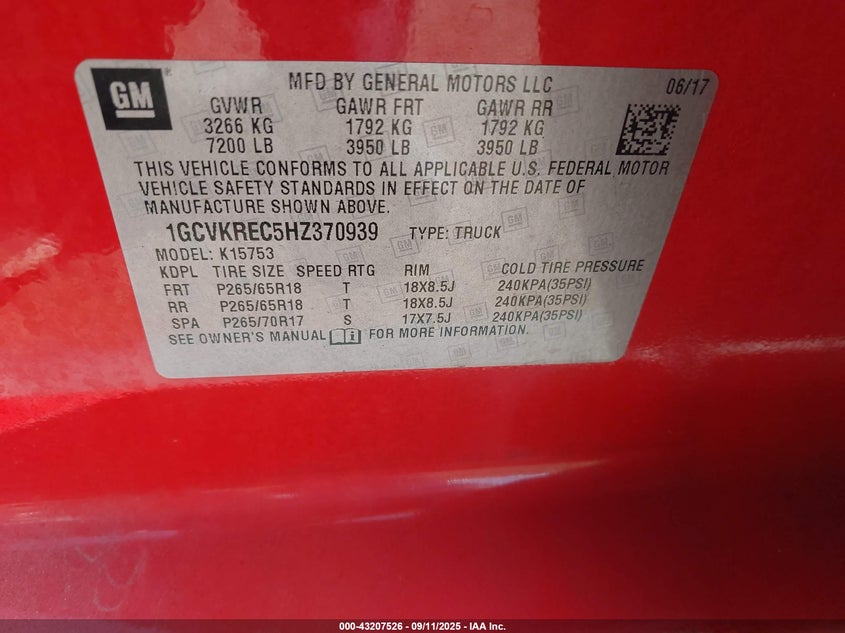 GM ®
MFD BY GENERAL MOTORS LLC 06/17
GVWR GAWR FRT GAWR RR
3266 KG 1792 KG 1792 KG
7200 LB 3950 LB 3950 LB
THIS VEHICLE CONFORMS TO ALL APPLICABLE U.S. FEDERAL MOTOR
VEHICLE SAFETY STANDARDS IN EFFECT ON THE DATE OF
MANUFACTURE SHOWN ABOVE.
1GCVKREC5HZ370939 TYPE: TRUCK
MODEL: K15753
KDPL TIRE SIZE SPEED RTG RIM COLD TIRE PRESSURE
FRT P265/65R18 T 18X8.5J 240KPA(35PSI)
RR P265/65R18 T 18X8.5J 240KPA(35PSI)
SPA P265/70R17 S 17X7.5J 240KPA(35PSI)
SEE OWNER'S MANUAL FOR MORE INFORMATION.
000-43207526 - 09/11/2025 - IAA Inc.